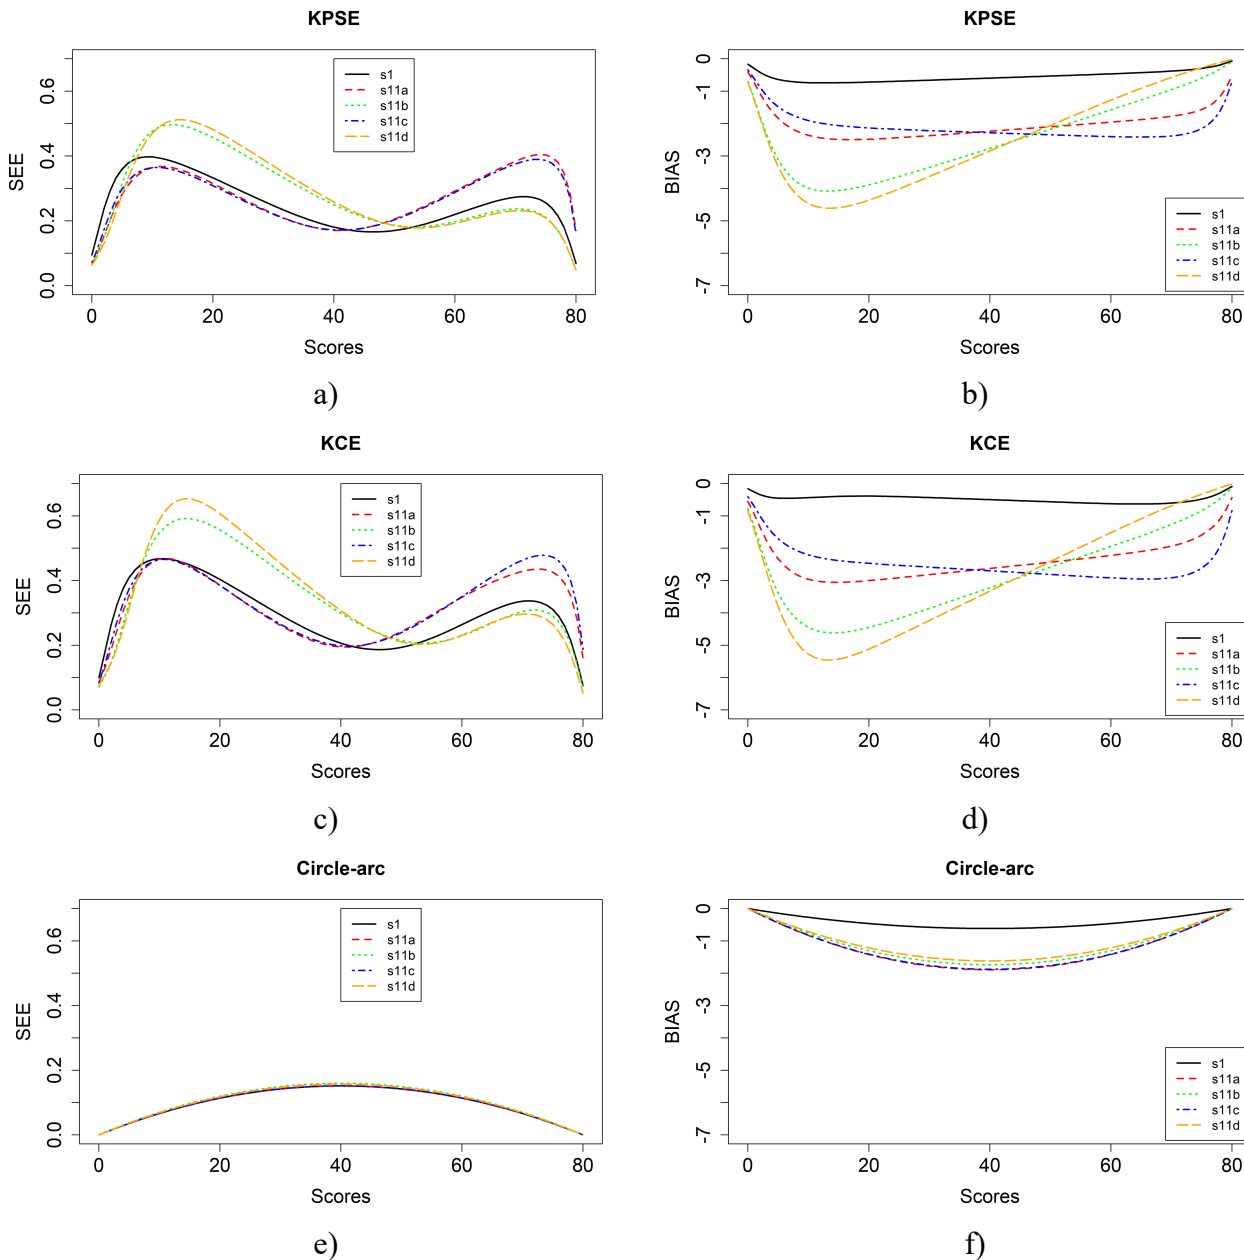 KPSE
KPSE
SEE
0.0 0.2 0.4 0.6
s1
s11a
s11b
s11c
s11d
0 20 40 60 80
Scores
a)
BIAS
-7 -5 -3 -1 0
s1
s11a
s11b
s11c
s11d
0 20 40 60 80
Scores
b)
KCE
KCE
SEE
0.0 0.2 0.4 0.6
s1
s11a
s11b
s11c
s11d
0 20 40 60 80
Scores
c)
BIAS
-7 -5 -3 -1 0
s1
s11a
s11b
s11c
s11d
0 20 40 60 80
Scores
d)
Circle-arc
Circle-arc
SEE
0.0 0.2 0.4 0.6
s1
s11a
s11b
s11c
s11d
0 20 40 60 80
Scores
e)
BIAS
-7 -5 -3 -1 0
s1
s11a
s11b
s11c
s11d
0 20 40 60 80
Scores
f)